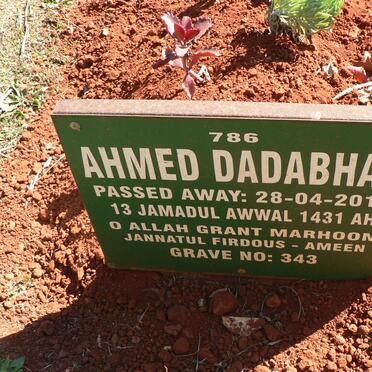 786
AHMED DADABHA
PASSED AWAY: 28-04-201
13 JAMADUL AWWAL 1431 AH
O ALLAH GRANT MARHOOM
JANNATUL FIRDOUS - AMEEN
GRAVE NO: 343